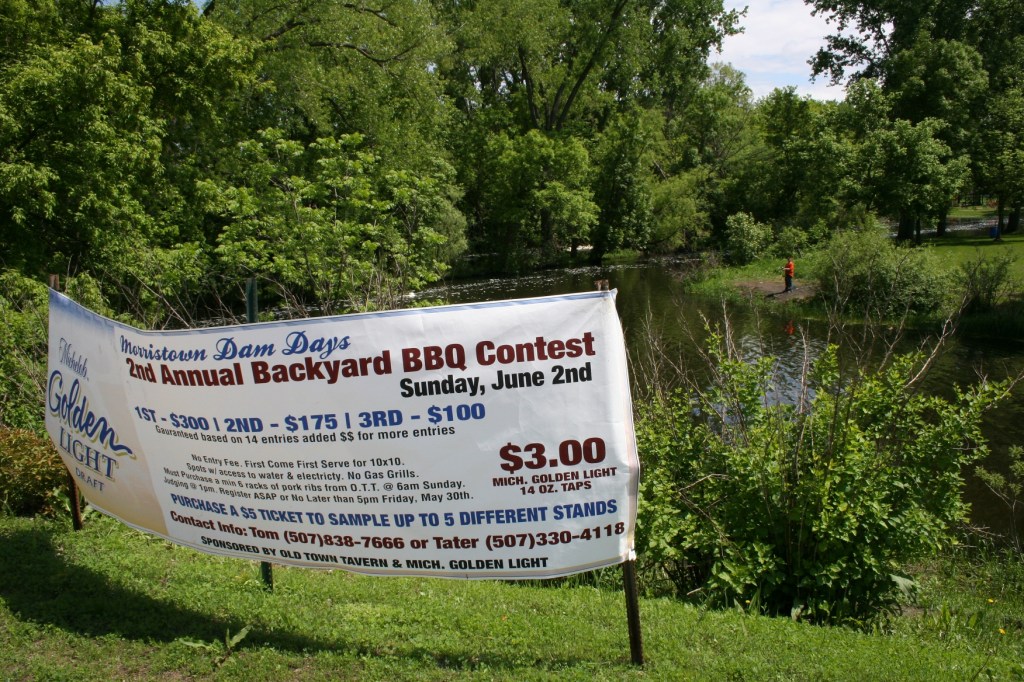 Michelob
Golden
LIGHT
DRAFT
Morristown Dam Days
2nd Annual Backyard BBQ Contest
Sunday, June 2nd
1ST - $300 | 2ND - $175 | 3RD - $100
Gauranteed based on 14 entries added $$ for more entries
No Entry Fee. First Come First Serve for 10x10.
Spots w/ access to water & electricty. No Gas Grills.
Must Purchase a min 6 racks of pork ribs from O.T.T. @ 6am Sunday.
Judging @ 1pm. Register ASAP or No Later than 5pm Friday, May 30th.
$3.00
MICH. GOLDEN LIGHT
14 OZ. TAPS
PURCHASE A $5 TICKET TO SAMPLE UP TO 5 DIFFERENT STANDS
Contact Info: Tom (507)838-7666 or Tater (507)330-4118
SPONSORED BY OLD TOWN TAVERN & MICH. GOLDEN LIGHT